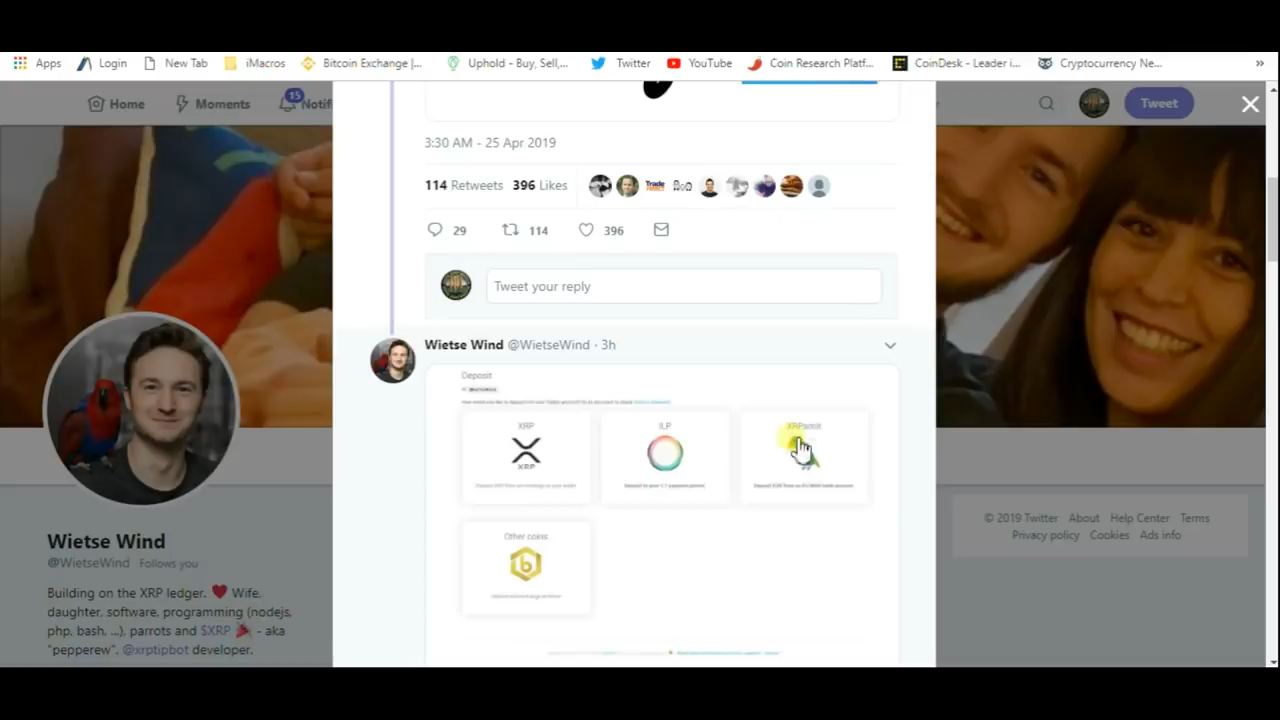 Apps Login New Tab iMacros Bitcoin Exchange |... Uphold - Buy, Sell,... Twitter YouTube Coin Research Platf... CoinDesk - Leader i... Cryptocurrency Ne... »
Home Moments 15 Notifi Tweet
3:30 AM - 25 Apr 2019
114 Retweets 396 Likes
29 114 396
Tweet your reply
Wietse Wind @WietseWind · 3h
Deposit
XRP ILP XRParrot
XRP
Other coins
b
Wietse Wind
@WietseWind Follows you
Building on the XRP ledger. ❤️ Wife,
daughter, software, programming (nodejs,
php, bash, ...), parrots and $XRP 🎉 - aka
"pepperew". @xrptipbot developer.
© 2019 Twitter About Help Center Terms
Privacy policy Cookies Ads info